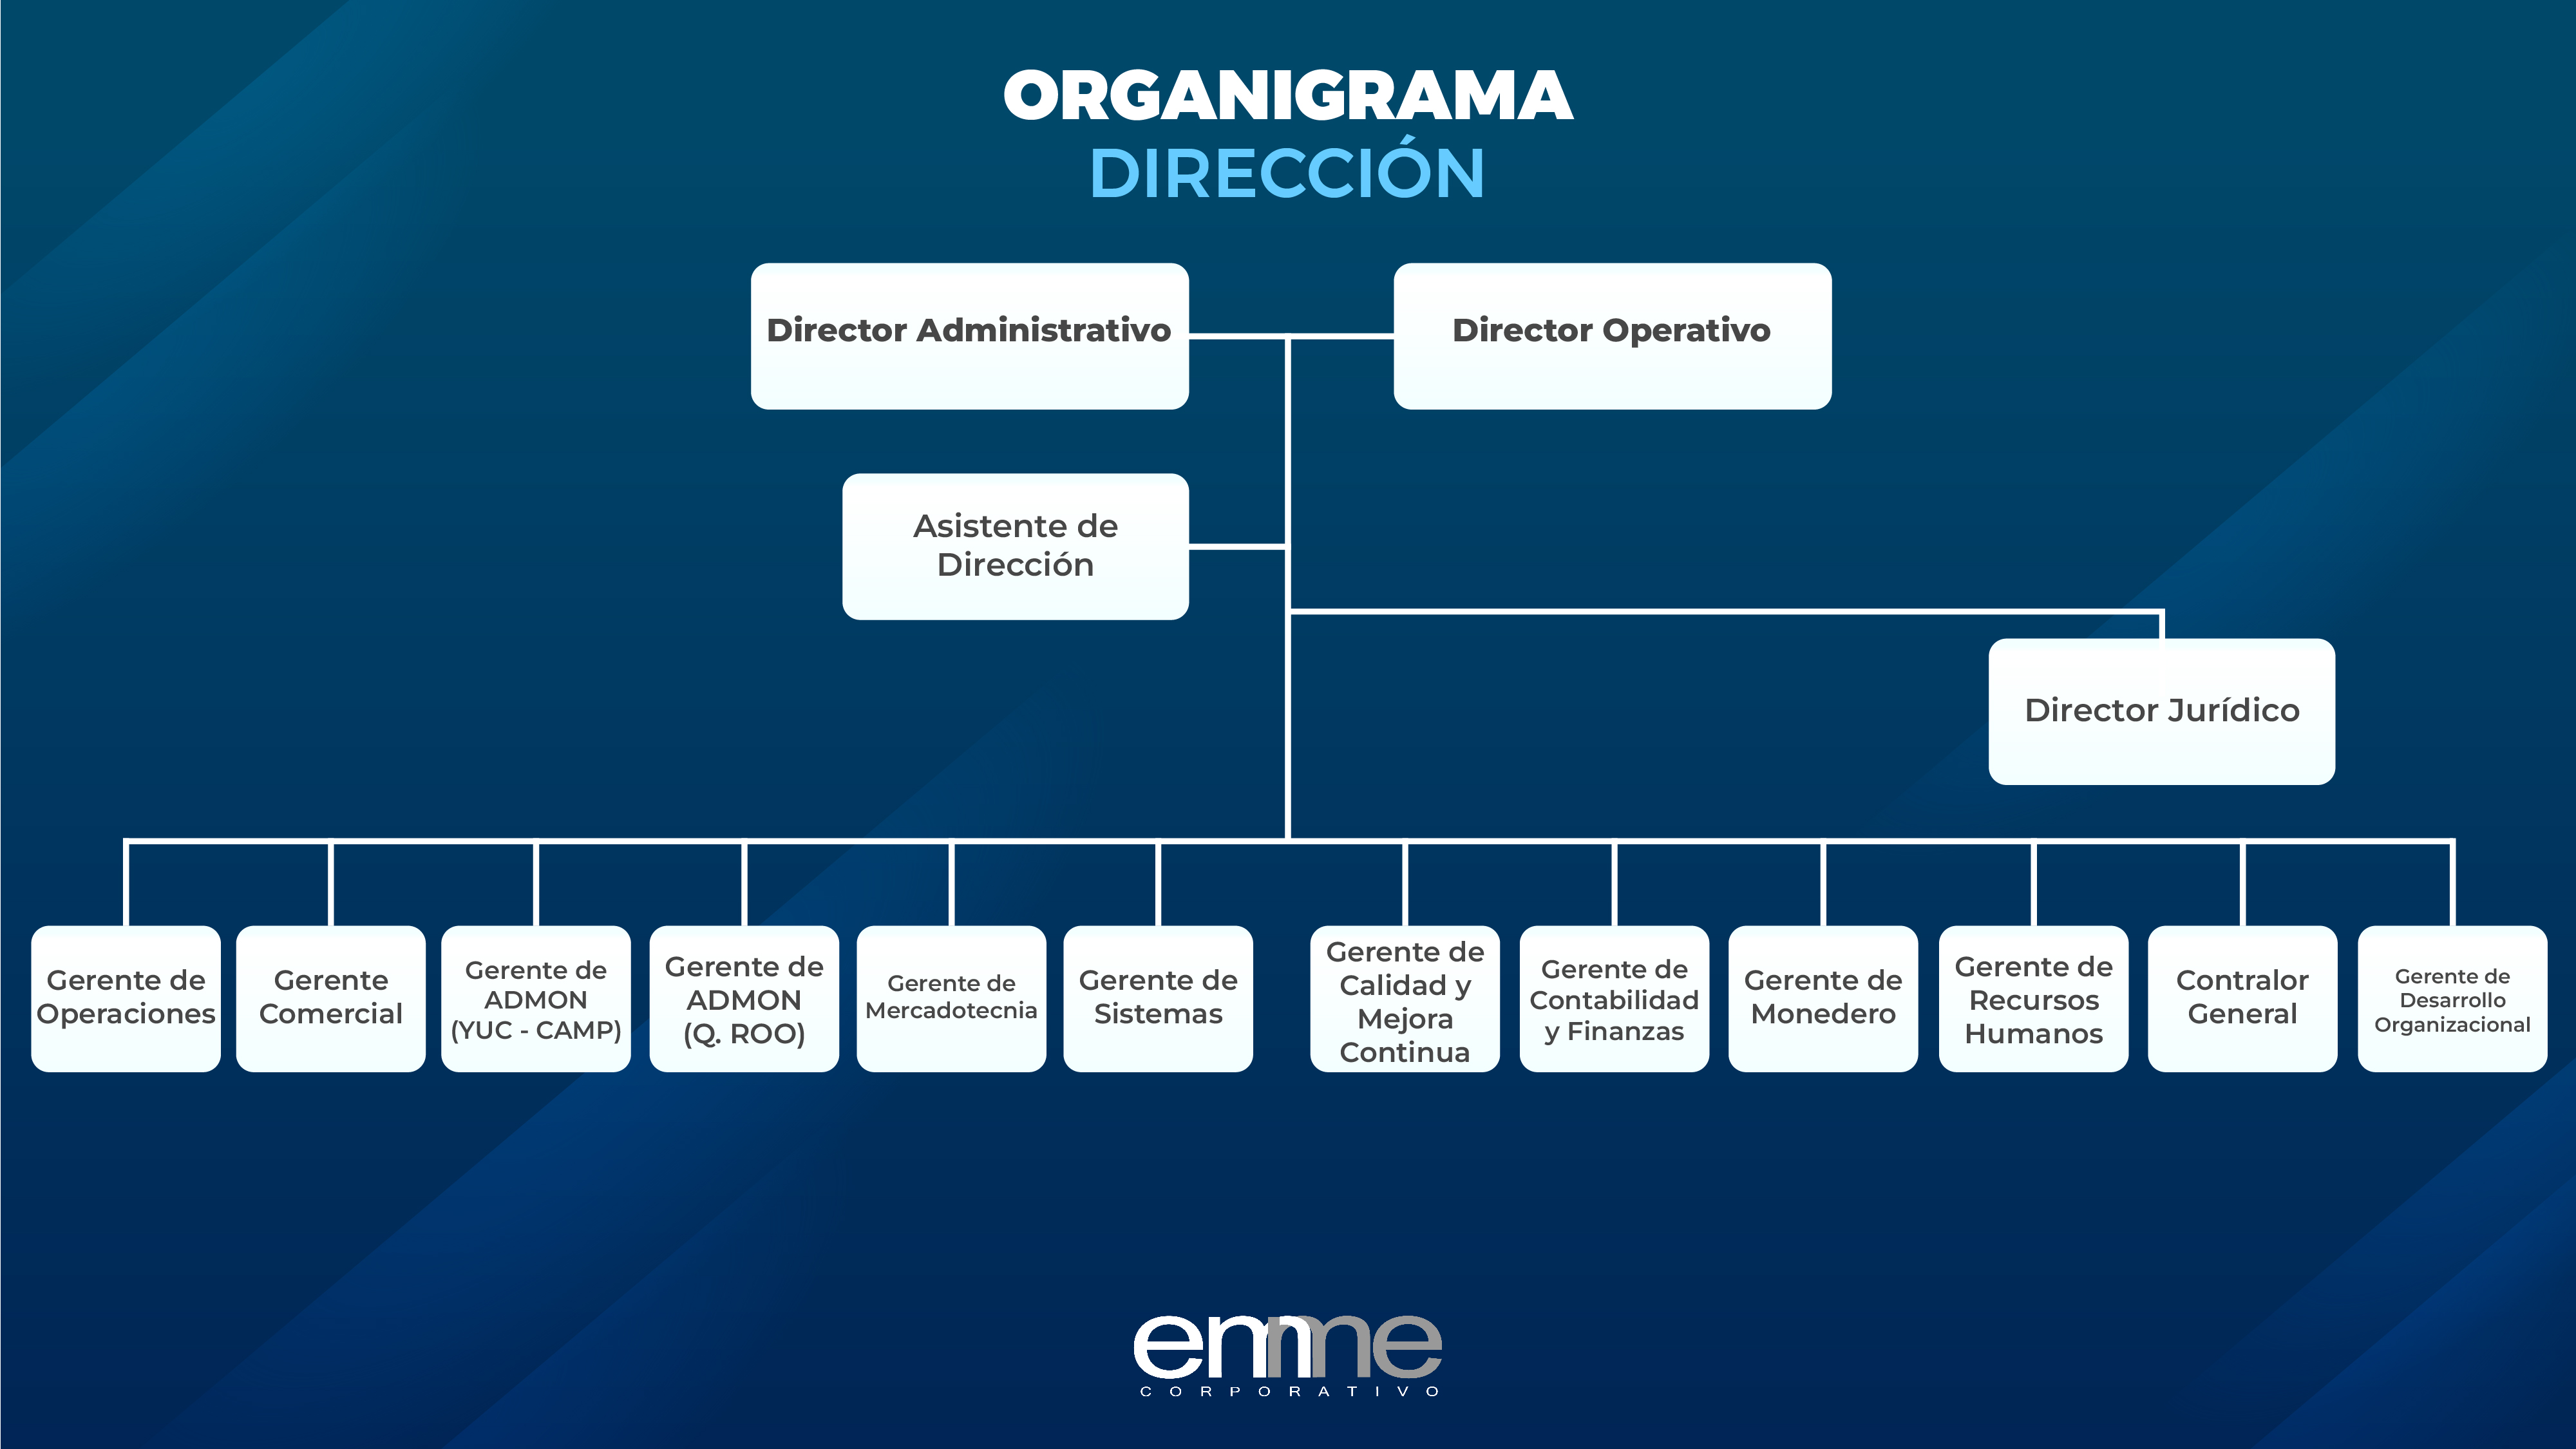 ORGANIGRAMA
DIRECCIÓN
Director Administrativo
Director Operativo
Asistente de
Dirección
Director Jurídico
Gerente de
Operaciones
Gerente
Comercial
Gerente de
ADMON
(YUC - CAMP)
Gerente de
ADMON
(Q. ROO)
Gerente de
Mercadotecnia
Gerente de
Sistemas
Gerente de
Calidad y
Mejora
Continua
Gerente de
Contabilidad
y Finanzas
Gerente de
Monedero
Gerente de
Recursos
Humanos
Contralor
General
Gerente de
Desarrollo
Organizacional
emme
CORPORATIVO